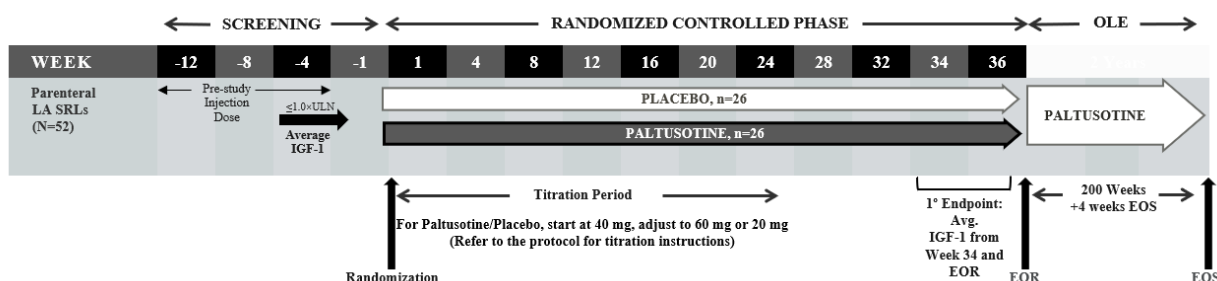 SCREENING
RANDOMIZED CONTROLLED PHASE
OLE
WEEK -12 -8 -4 -1 1 4 8 12 16 20 24 28 32 34 36
Parenteral
LA SRLs
(N=52)
Pre-study
Injection
Dose
≤1.0×ULN
Average
IGF-1
PLACEBO, n=26
PALTUSOTINE, n=26
PALTUSOTINE
Titration Period
For Paltusotine/Placebo, start at 40 mg, adjust to 60 mg or 20 mg
(Refer to the protocol for titration instructions)
1° Endpoint:
Avg.
IGF-1 from
Week 34 and
EOR
200 Weeks
+4 weeks EOS
Randomization
EOR
EOS